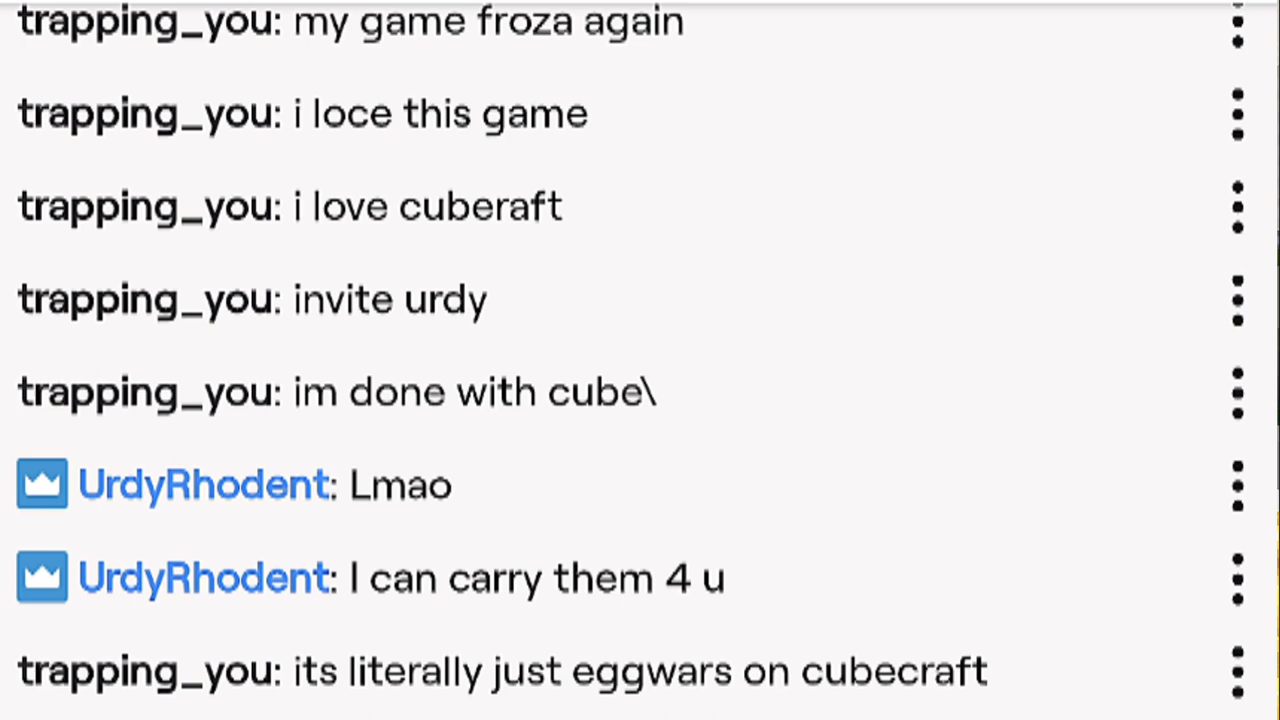 trapping_you: my game froza again
trapping_you: i loce this game
trapping_you: i love cuberaft
trapping_you: invite urdy
trapping_you: im done with cube\
UrdyRhodent: Lmao
UrdyRhodent: I can carry them 4 u
trapping_you: its literally just eggwars on cubecraft